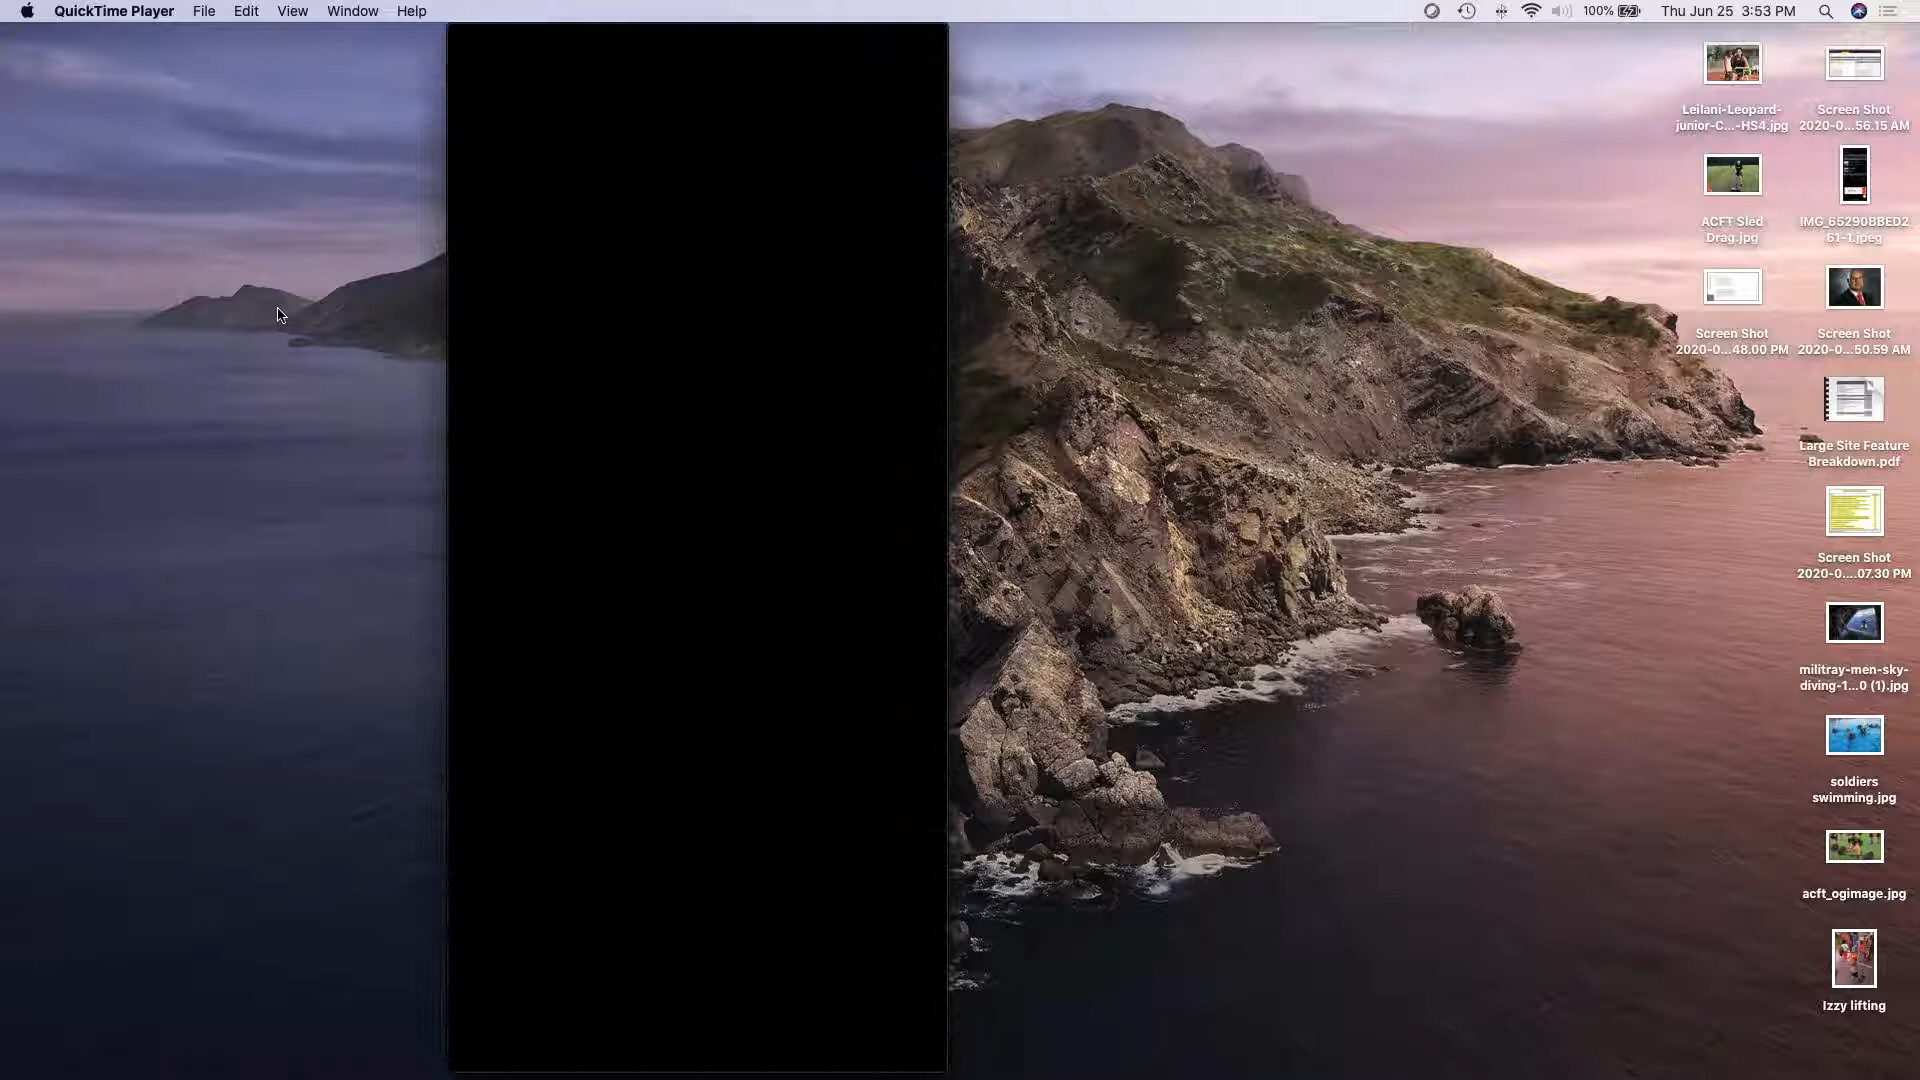 QuickTime Player File Edit View Window Help 100% Thu Jun 25 3:53 PM
Leilani-Leopard-
junior-C...-HS4.jpg
Screen Shot
2020-0...56.15 AM
ACFT Sled
Drag.jpg
IMG_65290BBED2
61-1.jpeg
Screen Shot
2020-0...48.00 PM
Screen Shot
2020-0...50.59 AM
Large Site Feature
Breakdown.pdf
Screen Shot
2020-0....07.30 PM
militray-men-sky-
diving-1...0 (1).jpg
soldiers
swimming.jpg
acft_ogimage.jpg
Izzy lifting